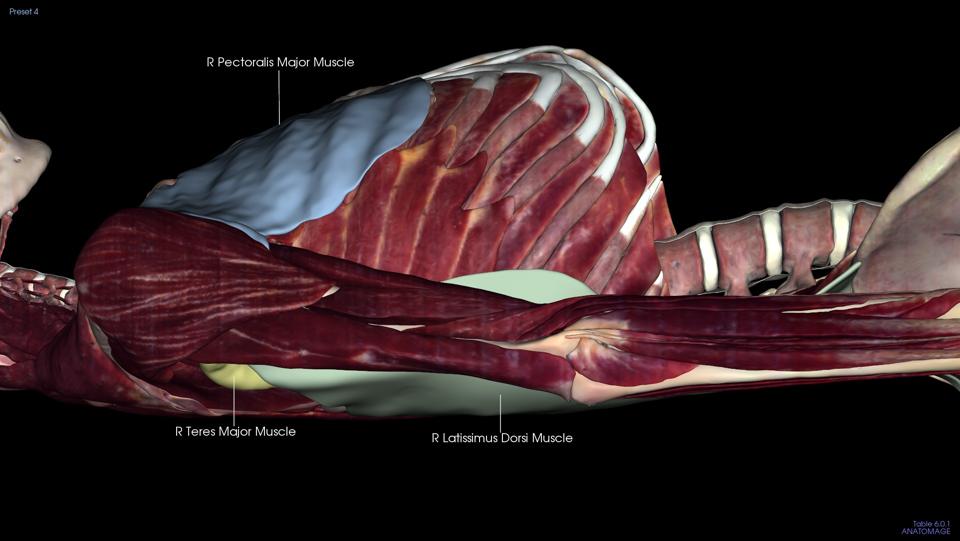 Preset 4
R Pectoralis Major Muscle
R Teres Major Muscle
R Latissimus Dorsi Muscle
Table 6.0.1
ANATOMAGE